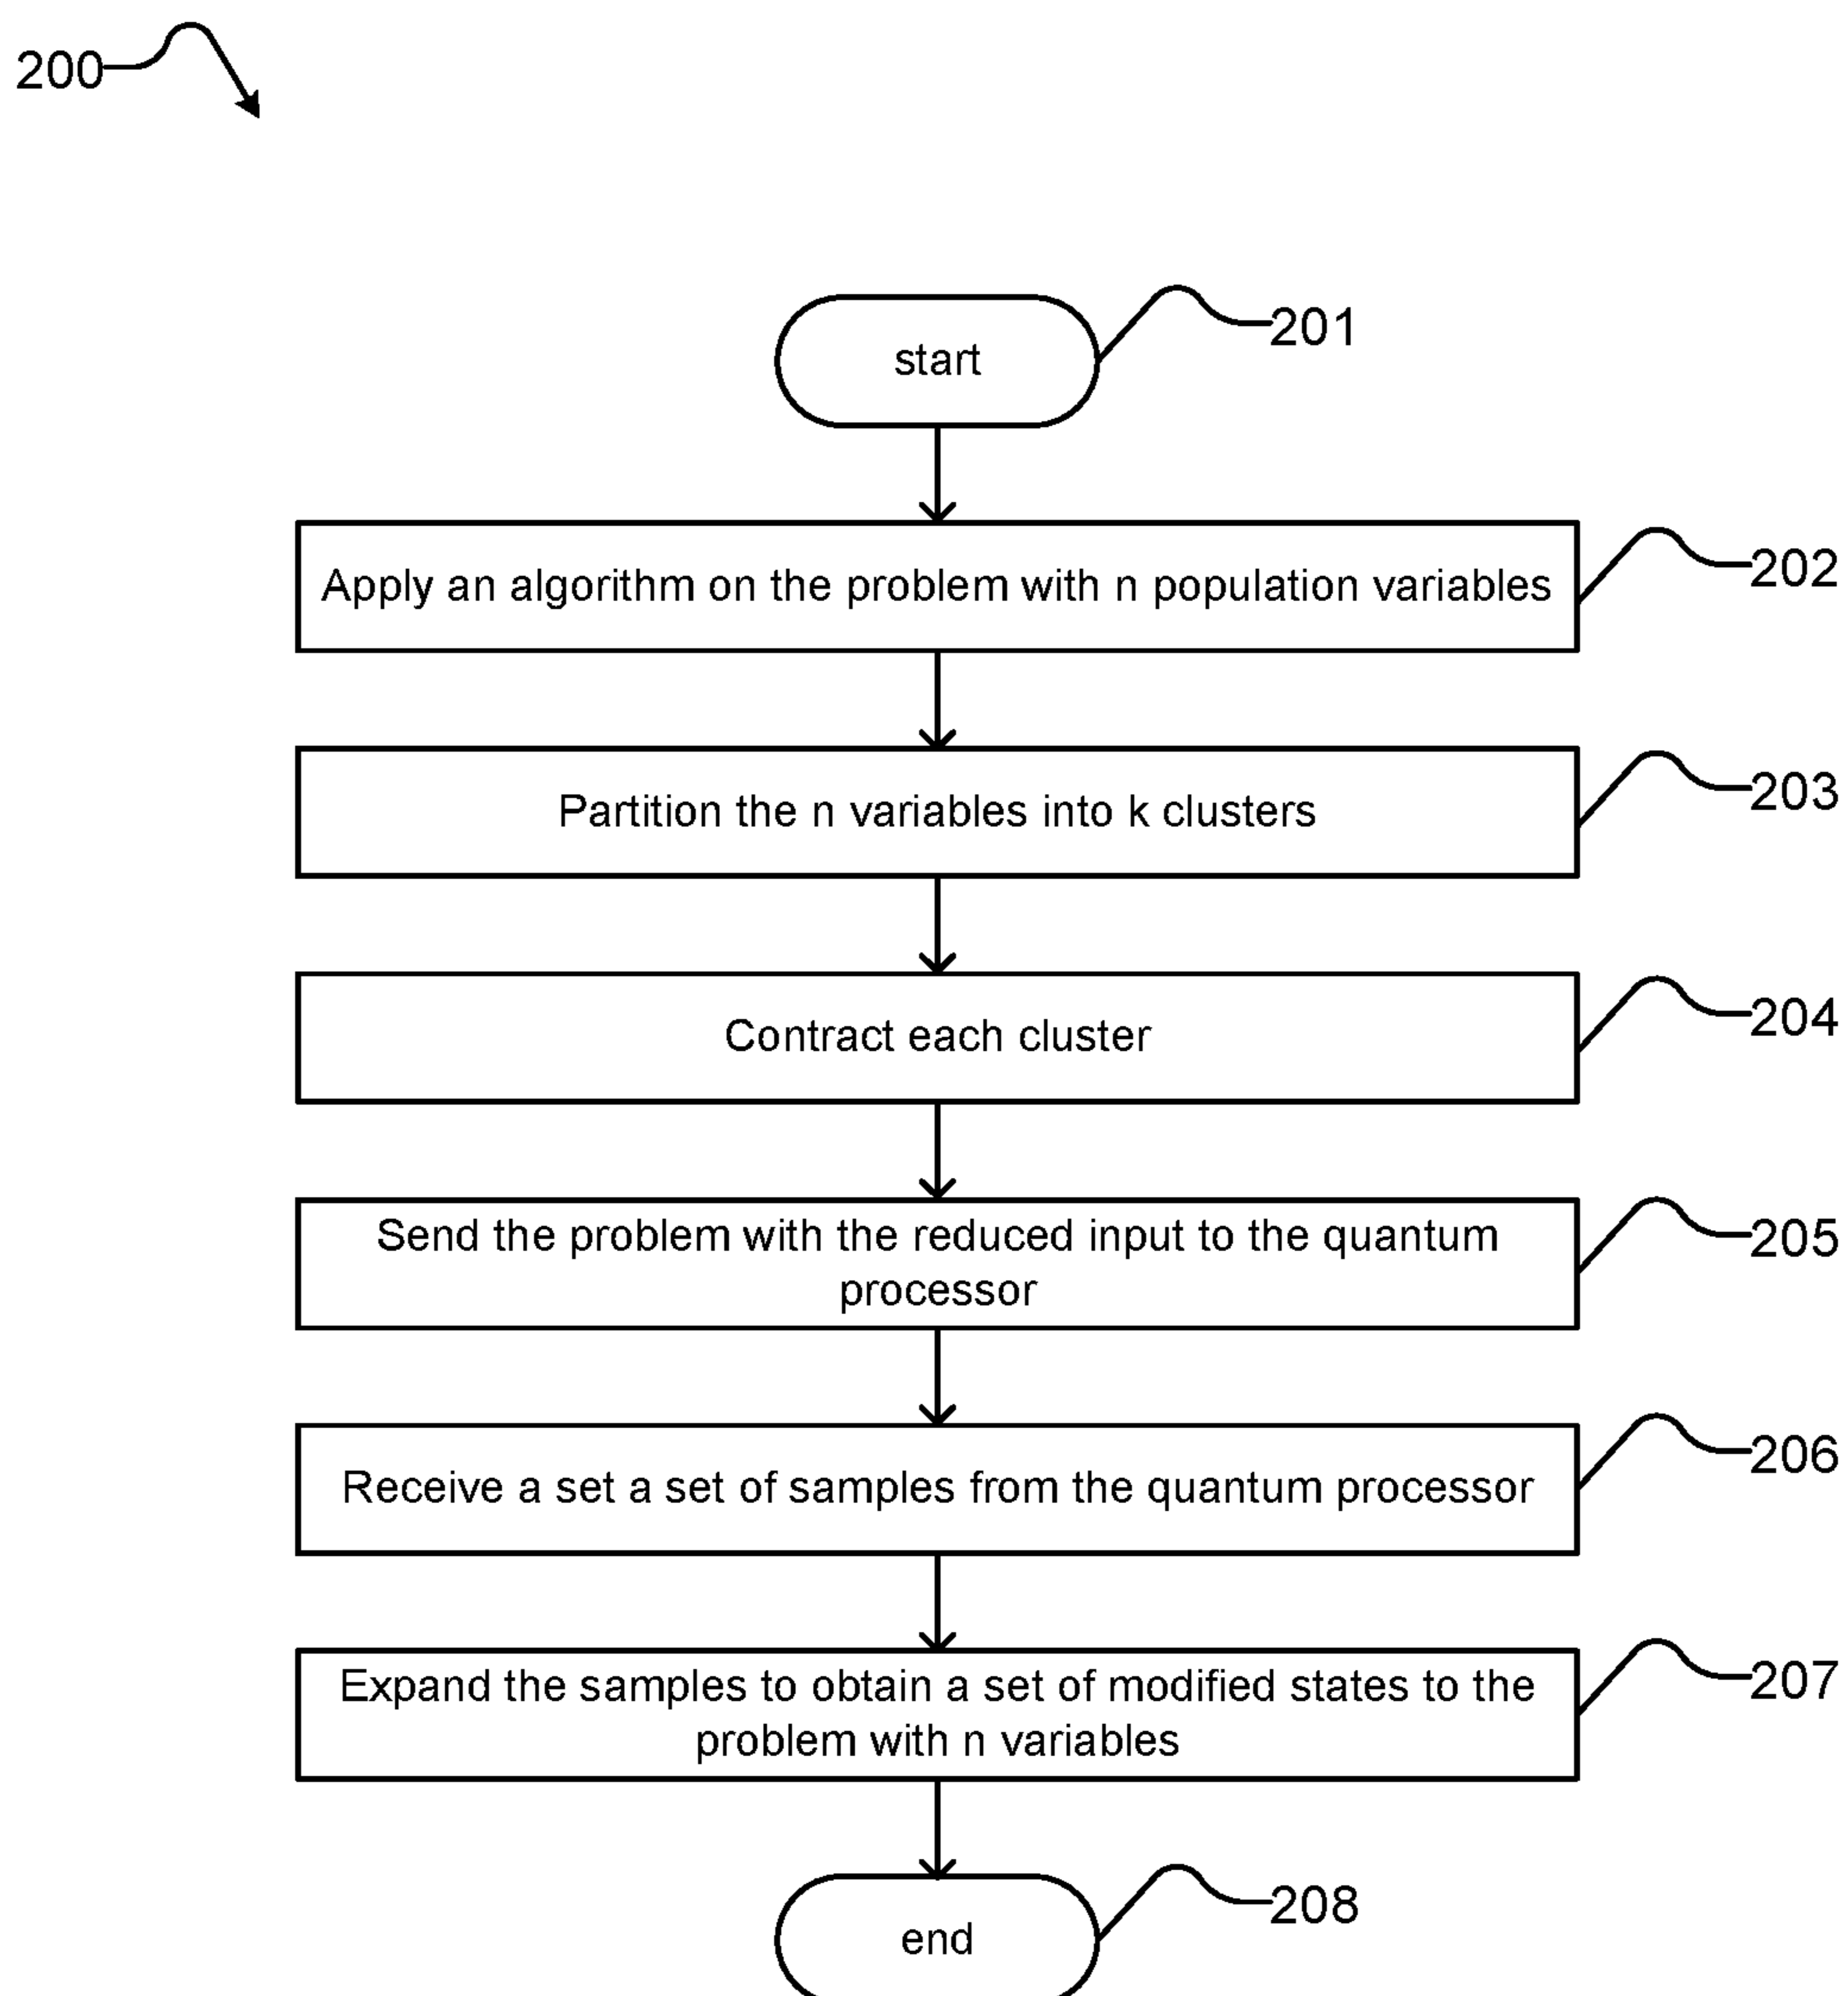 200
start
201
Apply an algorithm on the problem with n population variables
202
Partition the n variables into k clusters
203
Contract each cluster
204
Send the problem with the reduced input to the quantum
processor
205
Receive a set a set of samples from the quantum processor
206
Expand the samples to obtain a set of modified states to the
problem with n variables
207
end
208